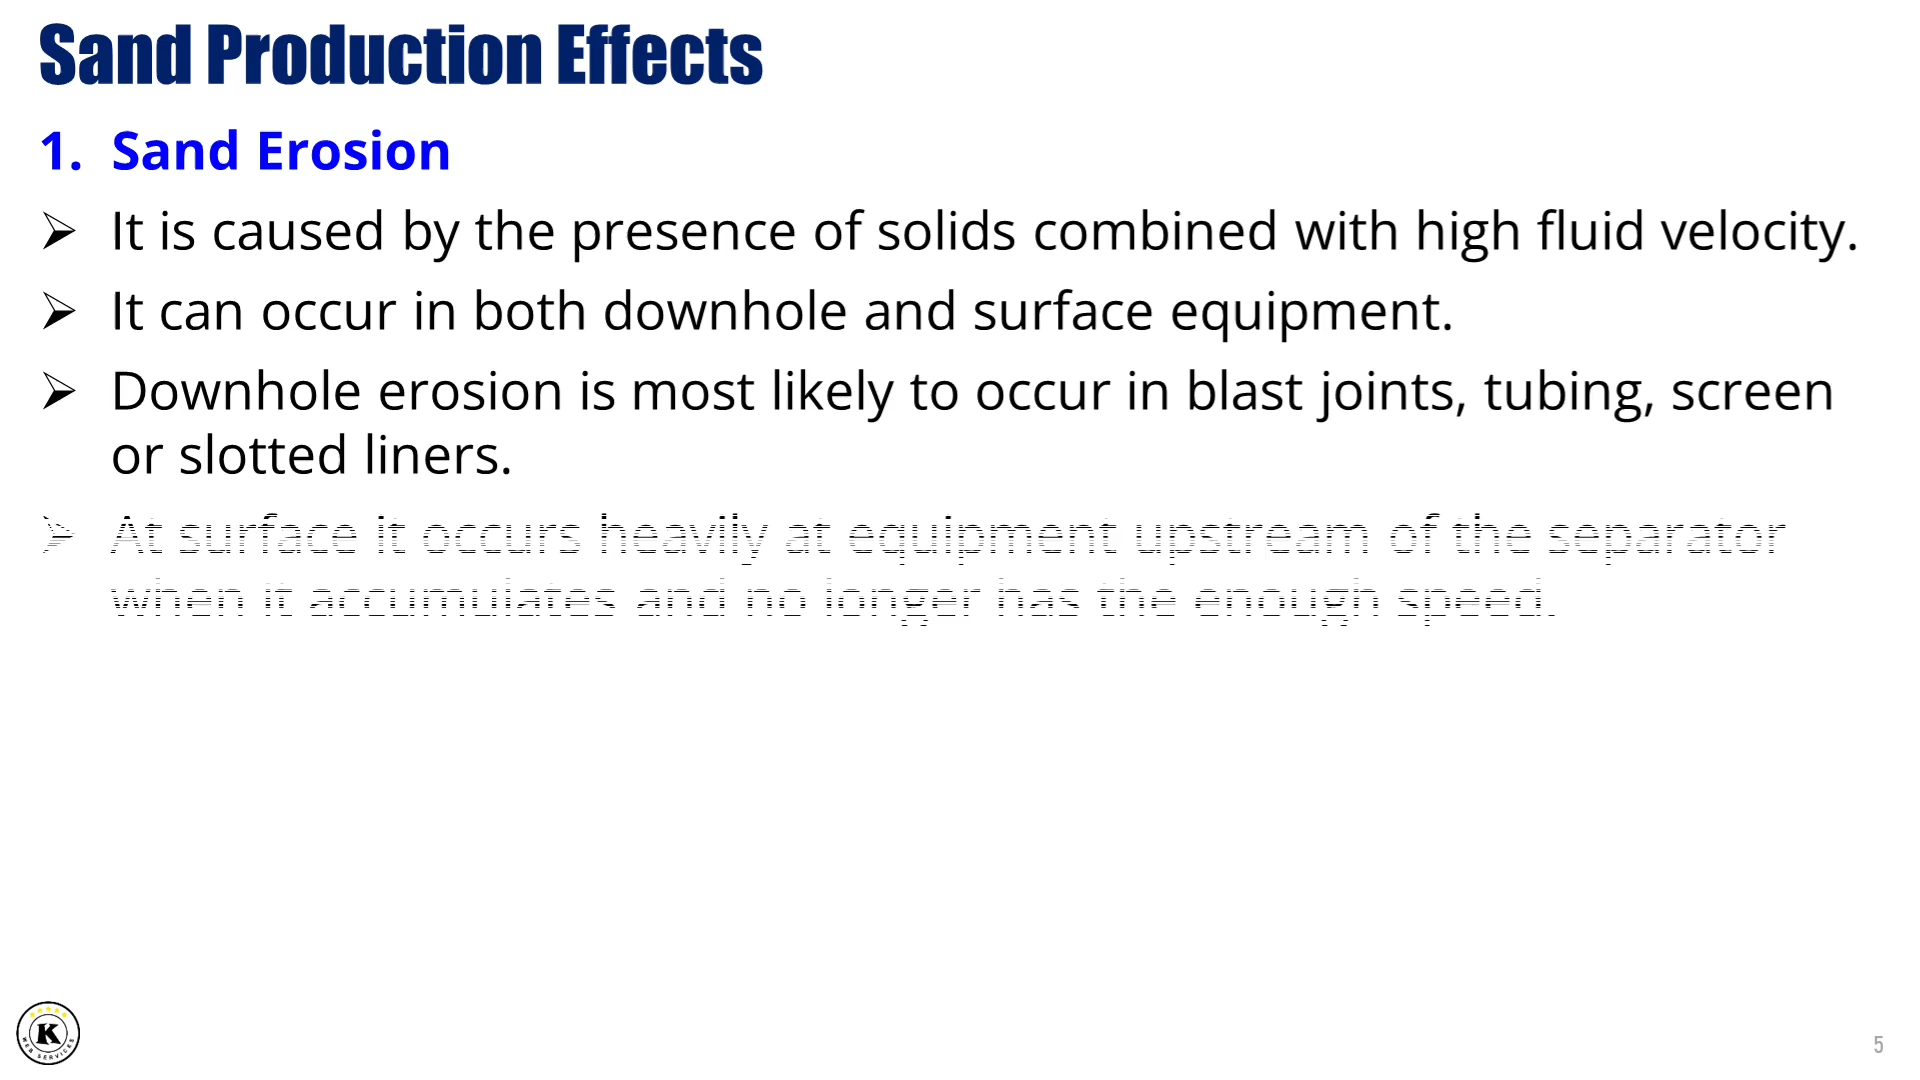 Sand Production Effects
1. Sand Erosion
➢ It is caused by the presence of solids combined with high fluid velocity.
➢ It can occur in both downhole and surface equipment.
➢ Downhole erosion is most likely to occur in blast joints, tubing, screen
or slotted liners.
➢ At surface it occurs heavily at equipment upstream of the separator
when it accumulates and no longer has the enough speed.
K
WEB SERVICES
5